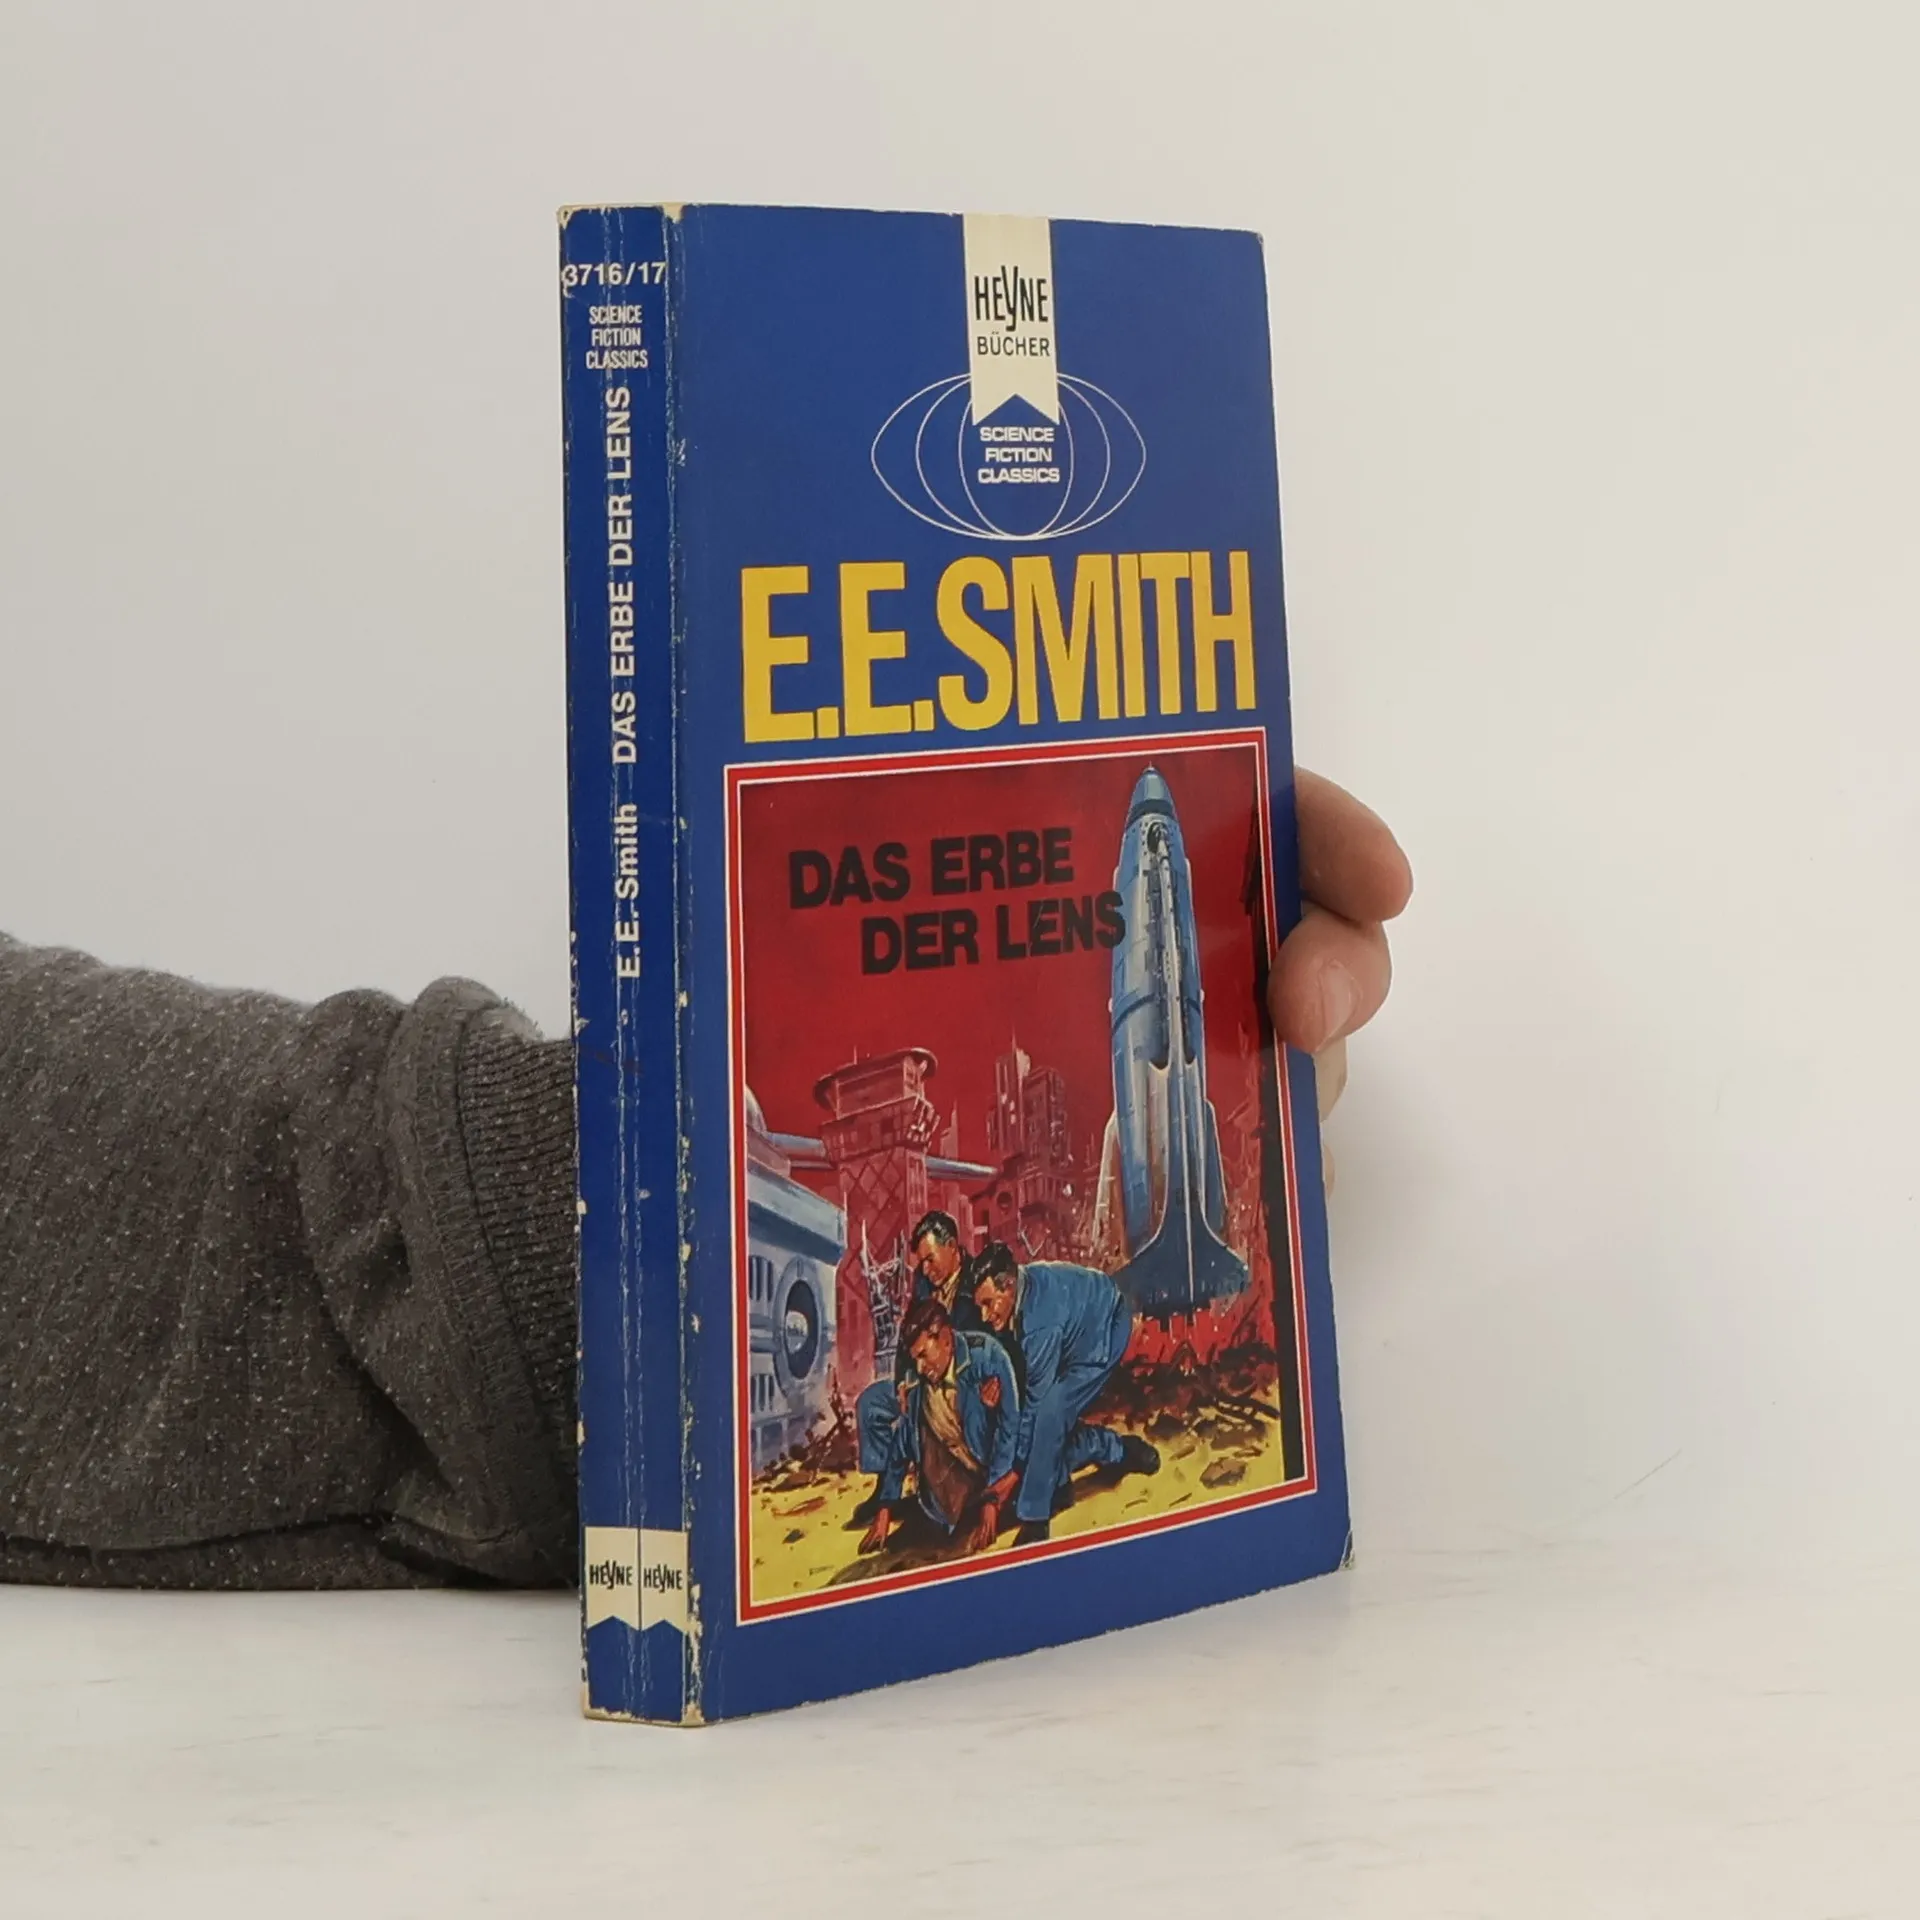 3716/17
SCIENCE
FICTION
CLASSICS
E.E.Smith DAS ERBE DER LENS
HEYNE HEYNE
HEYNE
BÜCHER
SCIENCE
FICTION
CLASSICS
E.E.SMITH
DAS ERBE
DER LENS